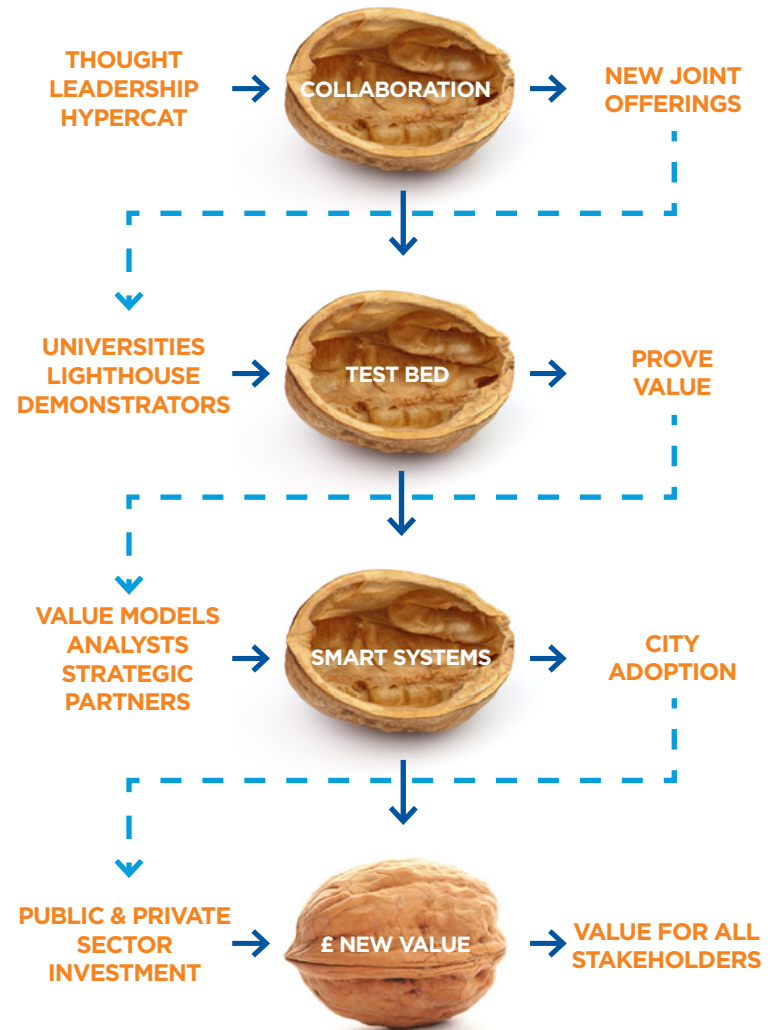 THOUGHT
LEADERSHIP
HYPERCAT
COLLABORATION
NEW JOINT
OFFERINGS
UNIVERSITIES
LIGHTHOUSE
DEMONSTRATORS
TEST BED
PROVE
VALUE
VALUE MODELS
ANALYSTS
STRATEGIC
PARTNERS
SMART SYSTEMS
CITY
ADOPTION
PUBLIC & PRIVATE
SECTOR
INVESTMENT
£ NEW VALUE
VALUE FOR ALL
STAKEHOLDERS